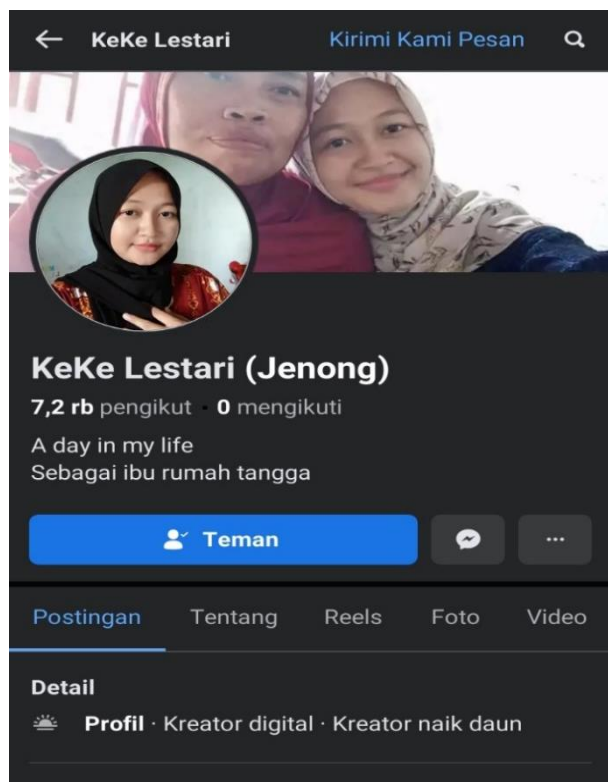 KeKe Lestari Kirimi Kami Pesan
KeKe Lestari (Jenong)
7,2 rb pengikut · 0 mengikuti
A day in my life
Sebagai ibu rumah tangga
Teman
Postingan Tentang Reels Foto Video
Detail
Profil · Kreator digital · Kreator naik daun